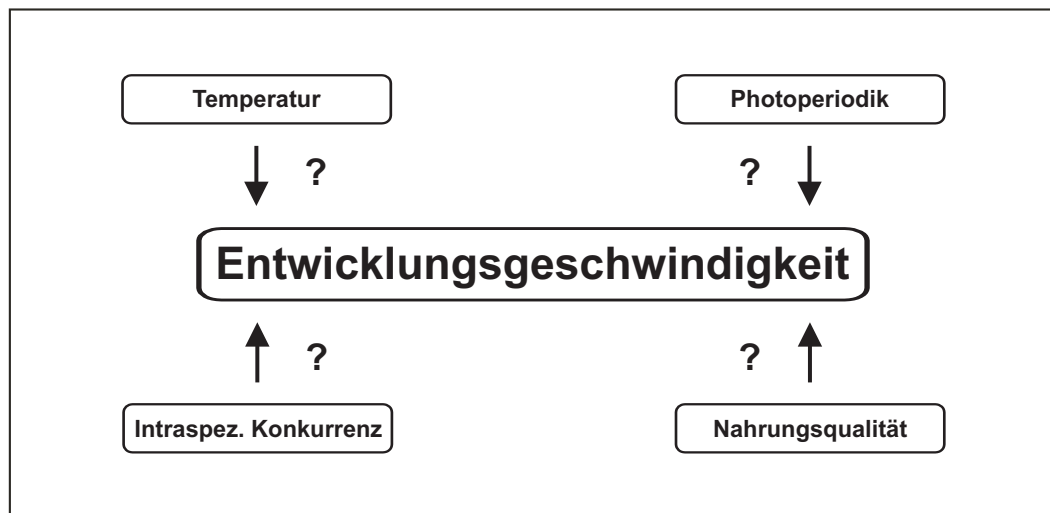 Temperatur
Photoperiodik
?
?
Entwicklungsgeschwindigkeit
?
?
Intraspez. Konkurrenz
Nahrungsqualität